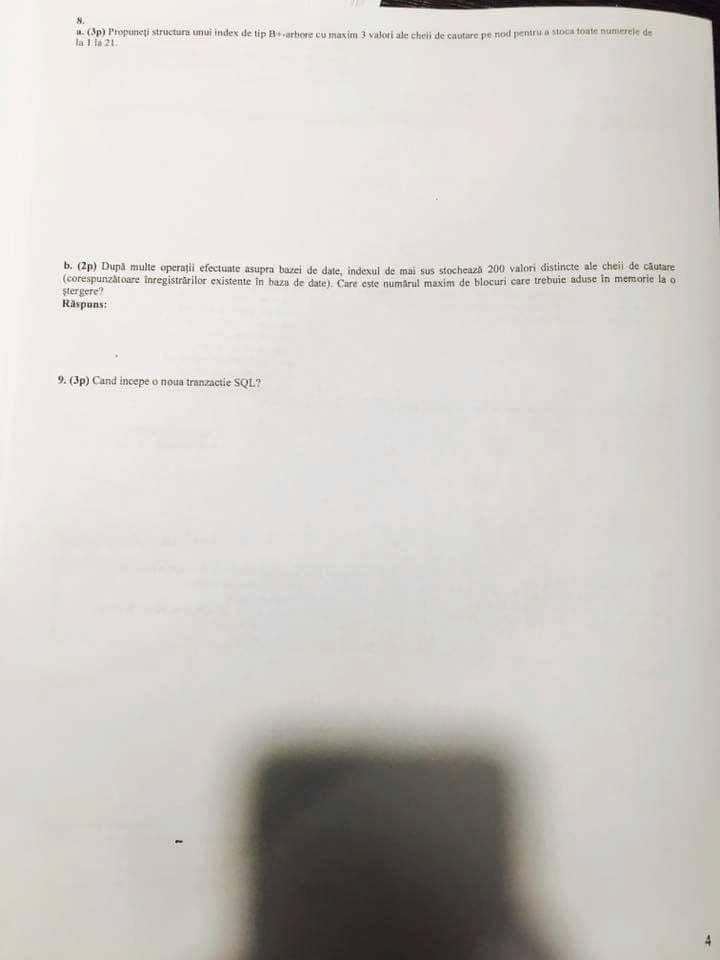 8.
a. (3p) Propuneţi structura unui index de tip B+-arbore cu maxim 3 valori ale cheii de cautare pe nod pentru a stoca toate numerele de
la 1 la 21.
b. (2p) După multe operaţii efectuate asupra bazei de date, indexul de mai sus stochează 200 valori distincte ale cheii de căutare
(corespunzătoare înregistrărilor existente în baza de date). Care este numărul maxim de blocuri care trebuie aduse în memorie la o
ştergere?
Răspuns:
9. (3p) Cand incepe o noua tranzactie SQL?
4